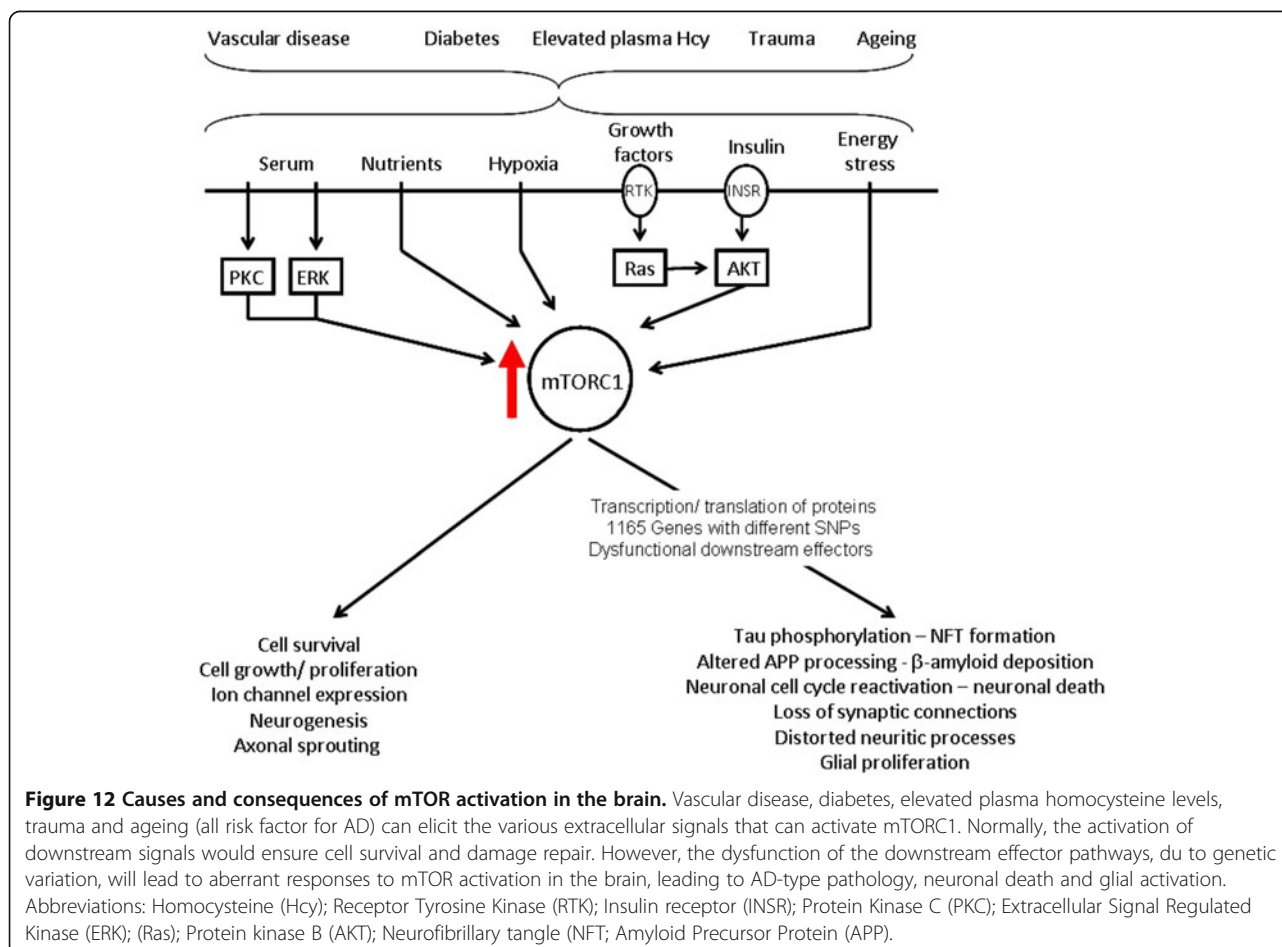 Vascular disease Diabetes Elevated plasma Hcy Trauma Ageing
Serum Nutrients Hypoxia Growth factors Insulin Energy stress
RTK INSR
PKC ERK Ras AKT
mTORC1
Transcription/ translation of proteins
1165 Genes with different SNPs
Dysfunctional downstream effectors
Cell survival
Cell growth/ proliferation
Ion channel expression
Neurogenesis
Axonal sprouting
Tau phosphorylation – NFT formation
Altered APP processing - β-amyloid deposition
Neuronal cell cycle reactivation – neuronal death
Loss of synaptic connections
Distorted neuritic processes
Glial proliferation
Figure 12 Causes and consequences of mTOR activation in the brain. Vascular disease, diabetes, elevated plasma homocysteine levels,
trauma and ageing (all risk factor for AD) can elicit the various extracellular signals that can activate mTORC1. Normally, the activation of
downstream signals would ensure cell survival and damage repair. However, the dysfunction of the downstream effector pathways, du to genetic
variation, will lead to aberrant responses to mTOR activation in the brain, leading to AD-type pathology, neuronal death and glial activation.
Abbreviations: Homocysteine (Hcy); Receptor Tyrosine Kinase (RTK); Insulin receptor (INSR); Protein Kinase C (PKC); Extracellular Signal Regulated
Kinase (ERK); (Ras); Protein kinase B (AKT); Neurofibrillary tangle (NFT; Amyloid Precursor Protein (APP).